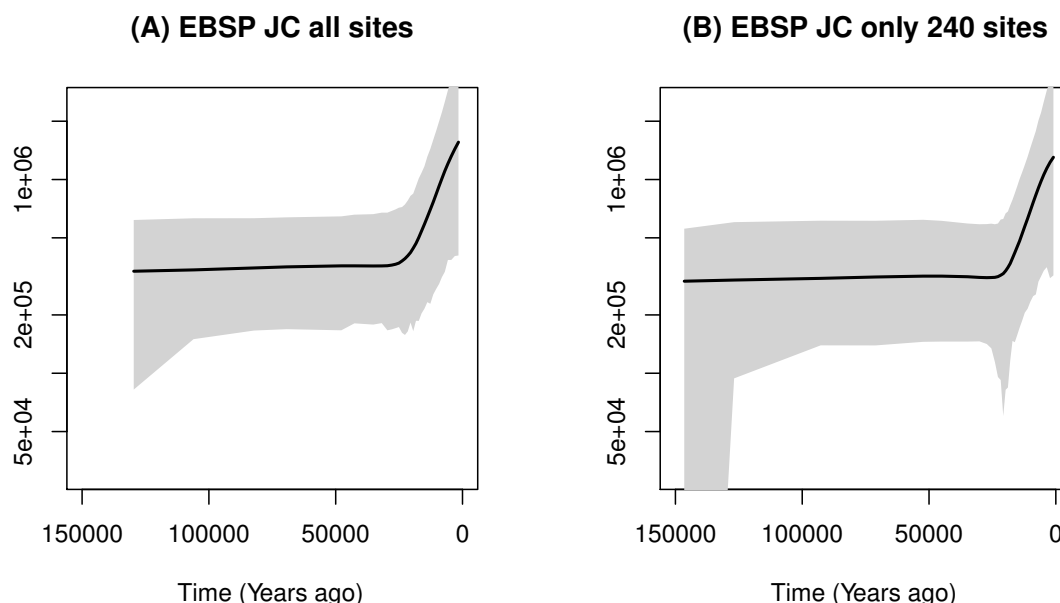 (A) EBSP JC all sites
1e+06
2e+05
5e+04
150000 100000 50000 0
Time (Years ago)
(B) EBSP JC only 240 sites
1e+06
2e+05
5e+04
150000 100000 50000 0
Time (Years ago)